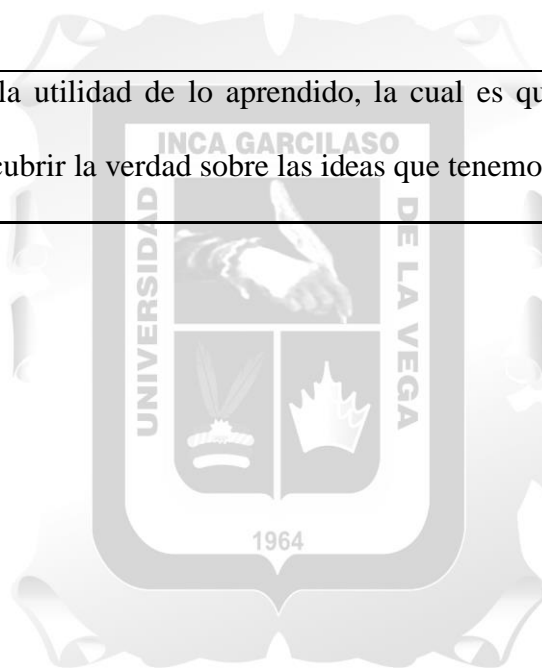 la utilidad de lo aprendido, la cual es qu
INCA GARCILASO
cubrir la verdad sobre las ideas que tenemo
UNIVERSIDAD
DE LA VEGA
1964